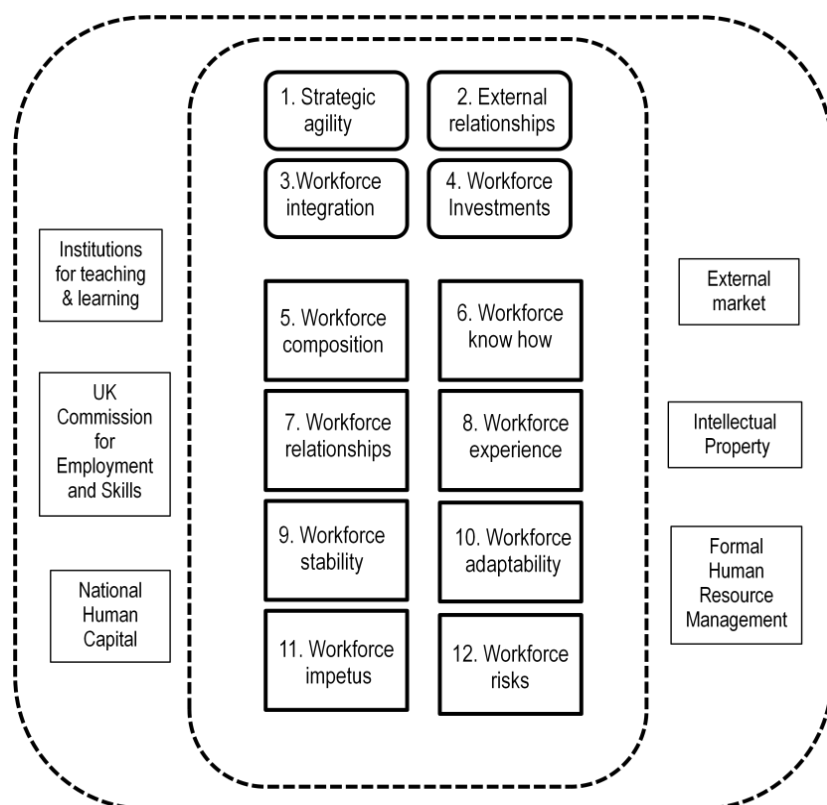 1. Strategic
agility
2. External
relationships
3.Workforce
integration
4. Workforce
Investments
Institutions
for teaching
& learning
External
market
5. Workforce
composition
6. Workforce
know how
UK
Commission
for
Employment
and Skills
7. Workforce
relationships
8. Workforce
experience
Intellectual
Property
9. Workforce
stability
10. Workforce
adaptability
Formal
Human
Resource
Management
National
Human
Capital
11. Workforce
impetus
12. Workforce
risks